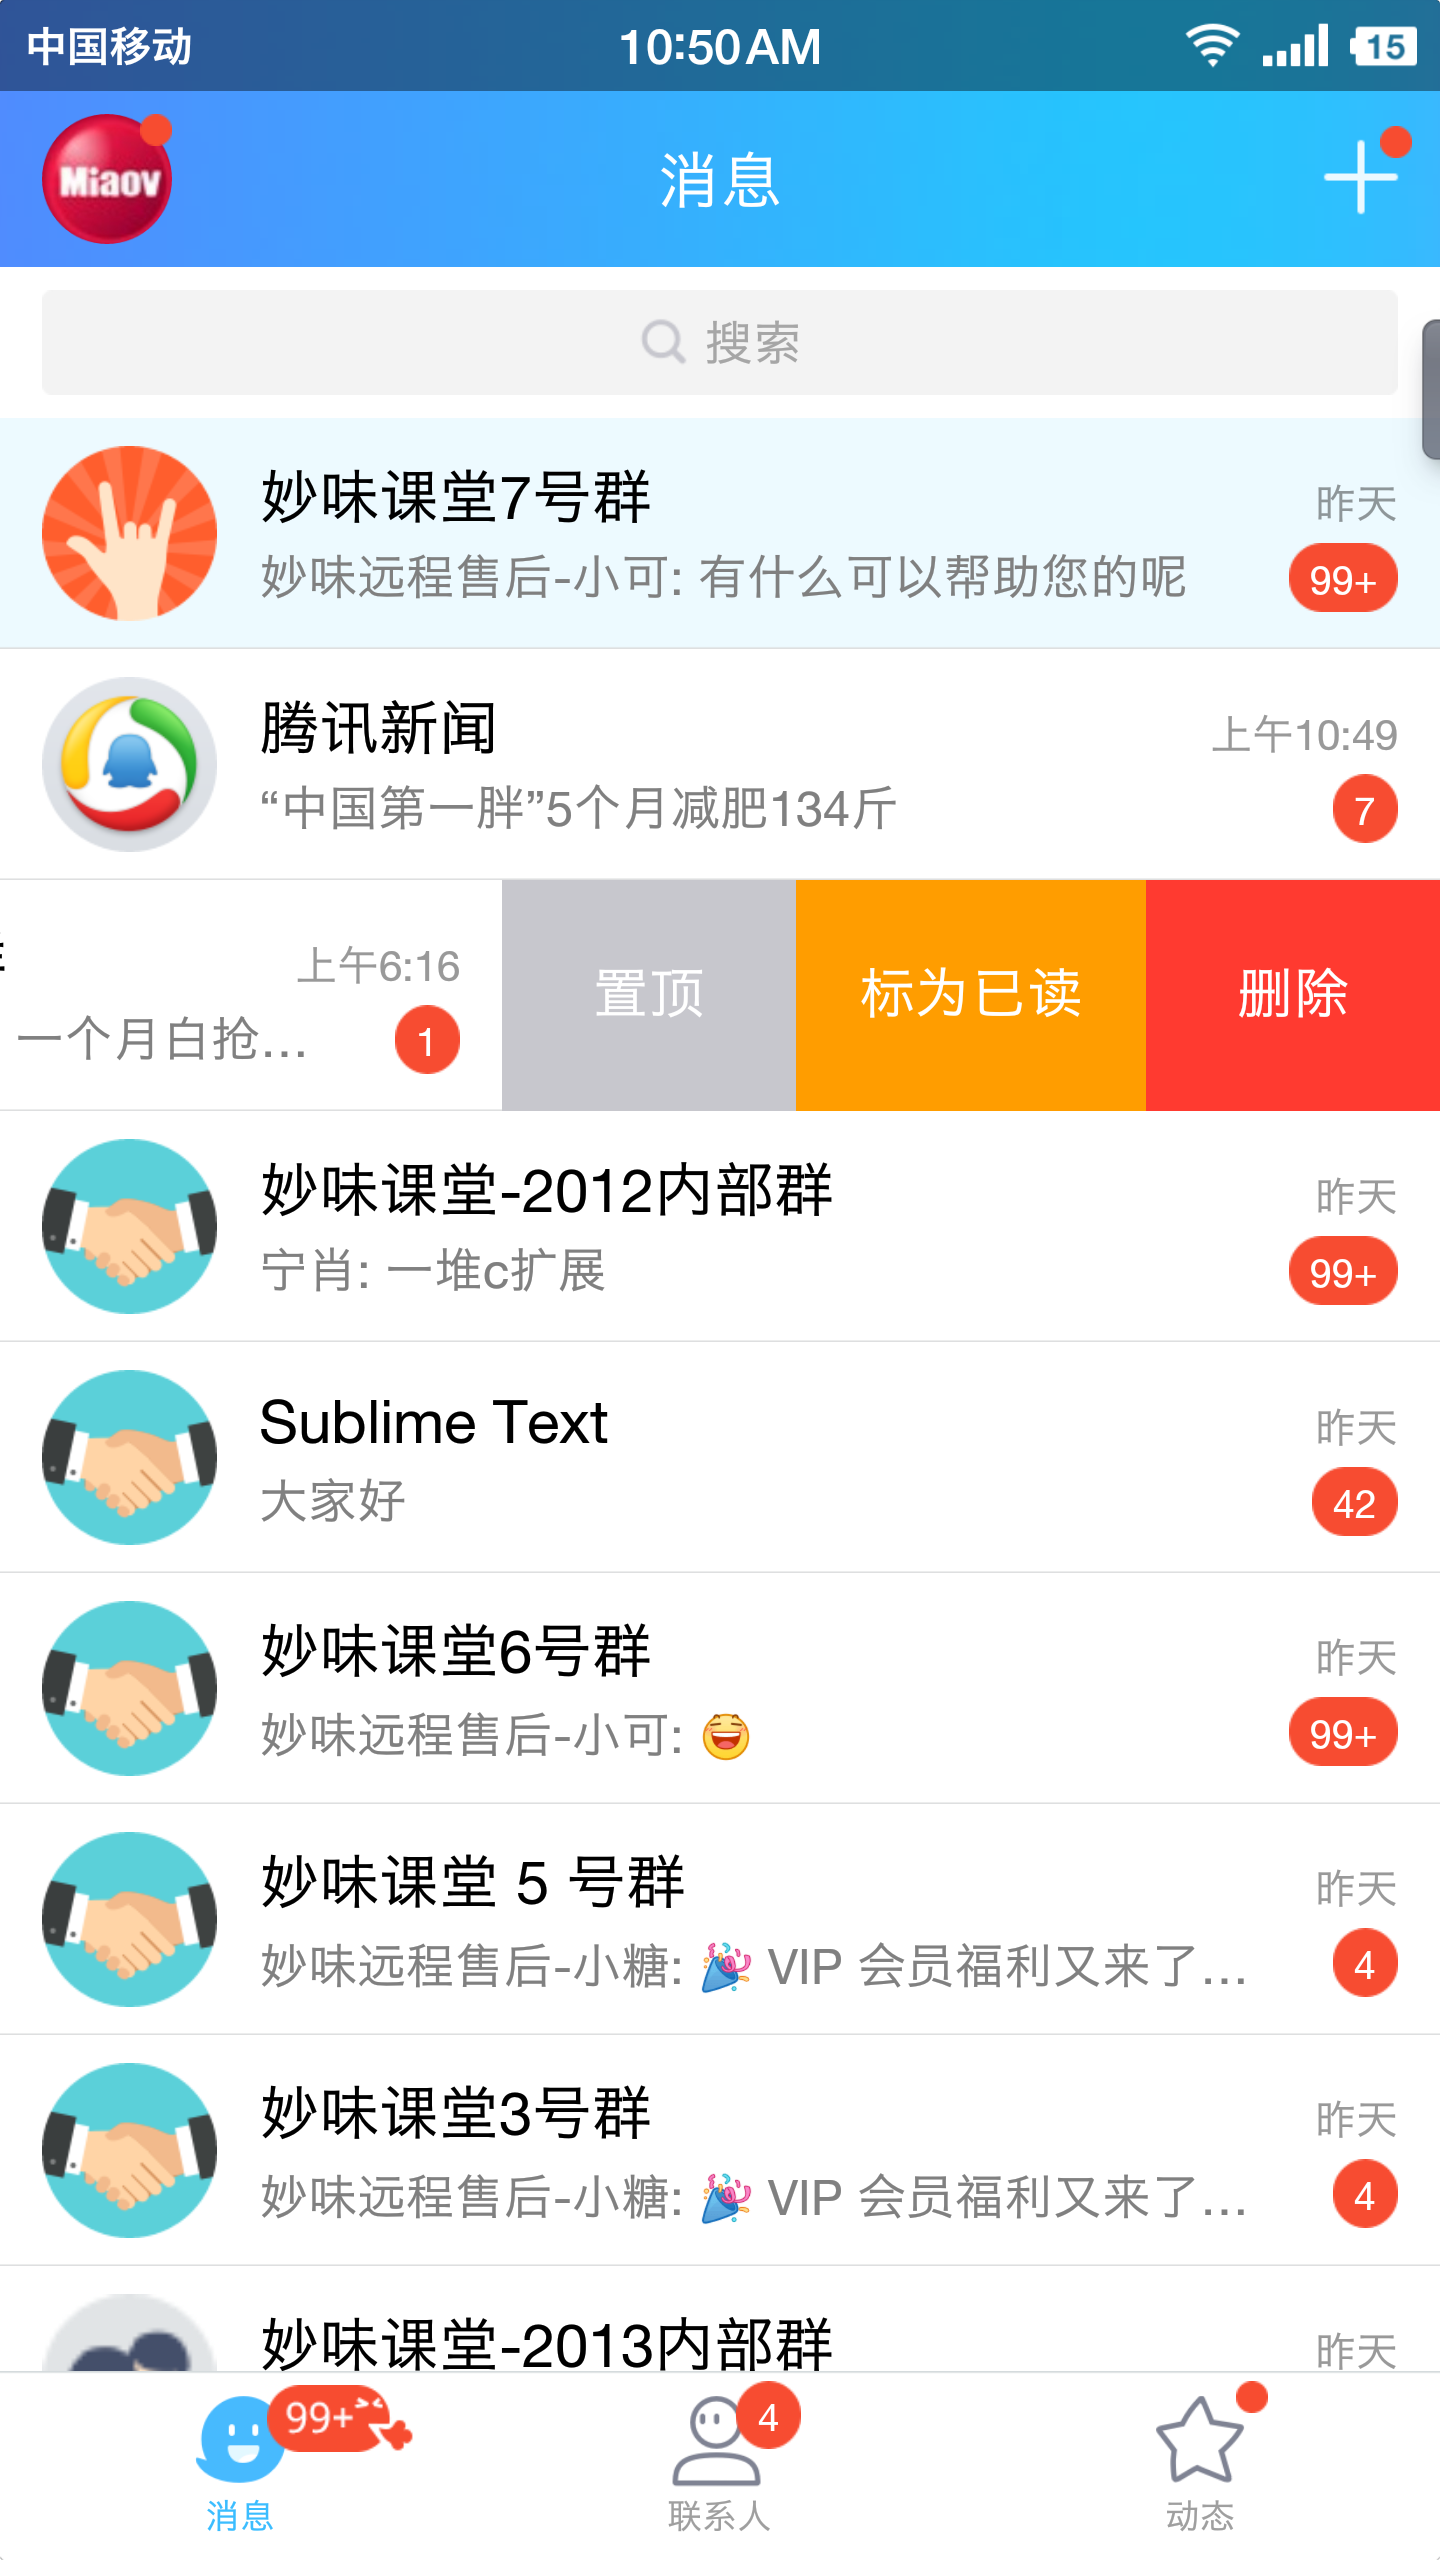 中国移动
10:50AM
15
Miaov
消息
搜索
妙味课堂7号群
昨天
妙味远程售后-小可: 有什么可以帮助您的呢
99+
腾讯新闻
上午10:49
“中国第一胖”5个月减肥134斤
7
上午6:16
一个月白抢...
1
置顶
标为已读
删除
妙味课堂-2012内部群
昨天
宁肖: 一堆c扩展
99+
Sublime Text
昨天
大家好
42
妙味课堂6号群
昨天
妙味远程售后-小可: 😆
99+
妙味课堂 5 号群
昨天
妙味远程售后-小糖: 🎉 VIP 会员福利又来了...
4
妙味课堂3号群
昨天
妙味远程售后-小糖: 🎉 VIP 会员福利又来了...
4
妙味课堂-2013内部群
昨天
99+
4
消息
联系人
动态